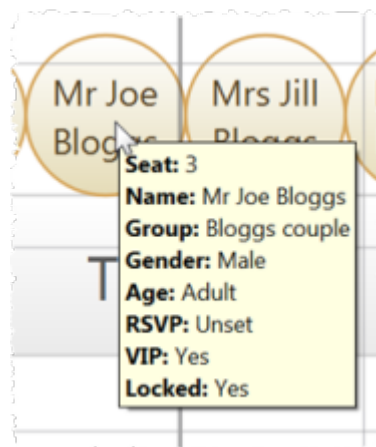 Mr Joe
Bloggs
Mrs Jill
Bloggs
Seat: 3
Name: Mr Joe Bloggs
Group: Bloggs couple
Gender: Male
Age: Adult
RSVP: Unset
VIP: Yes
Locked: Yes
T